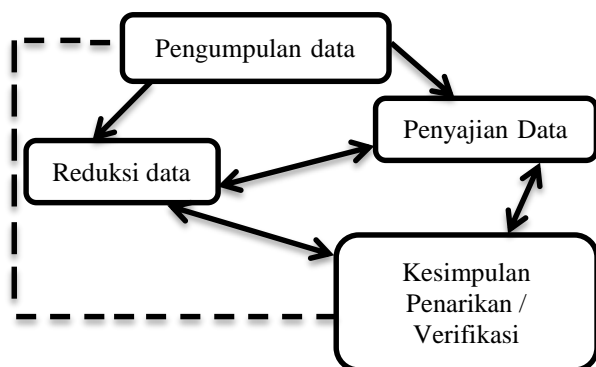 Pengumpulan data
Penyajian Data
Reduksi data
Kesimpulan
Penarikan /
Verifikasi